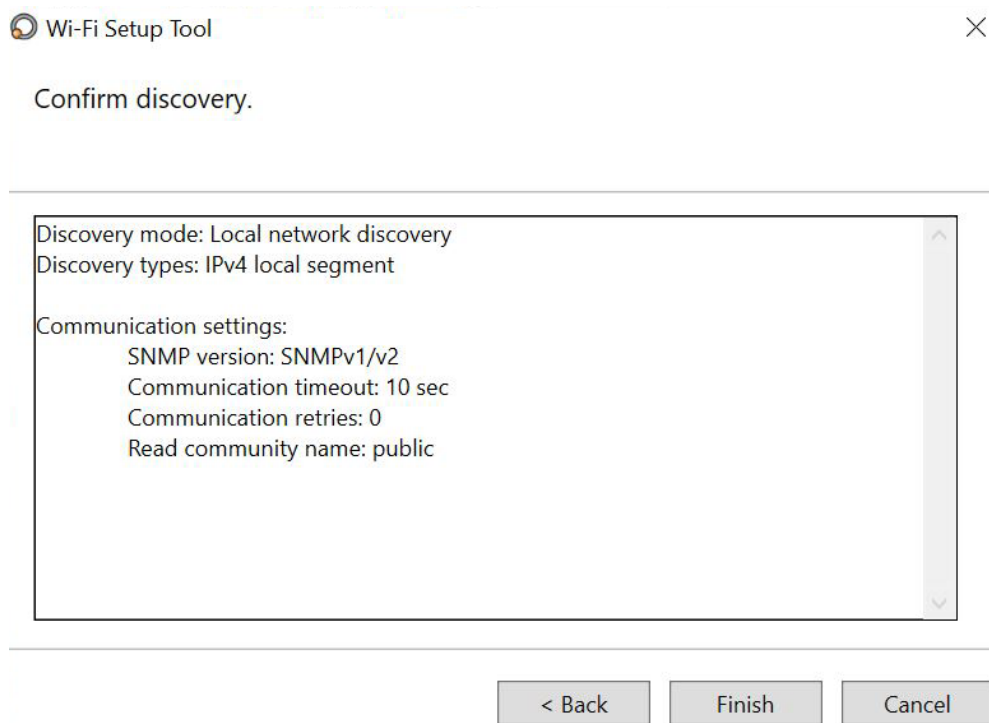 Wi-Fi Setup Tool
Confirm discovery.
Discovery mode: Local network discovery
Discovery types: IPv4 local segment
Communication settings:
SNMP version: SNMPv1/v2
Communication timeout: 10 sec
Communication retries: 0
Read community name: public
< Back
Finish
Cancel